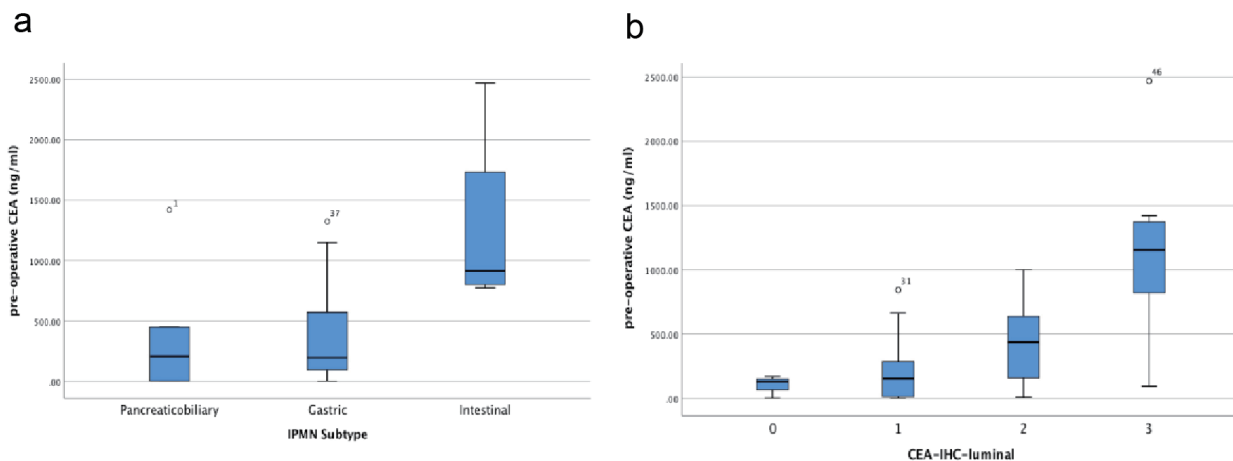 a
2500.00
2000.00
1500.00
1000.00
500.00
.00
pre-operative CEA (ng/ml)
1
37
Pancreaticobiliary Gastric Intestinal
IPMN Subtype
b
2500.00
2000.00
1500.00
1000.00
500.00
.00
pre-operative CEA (ng/ml)
31
46
0 1 2 3
CEA-IHC-luminal